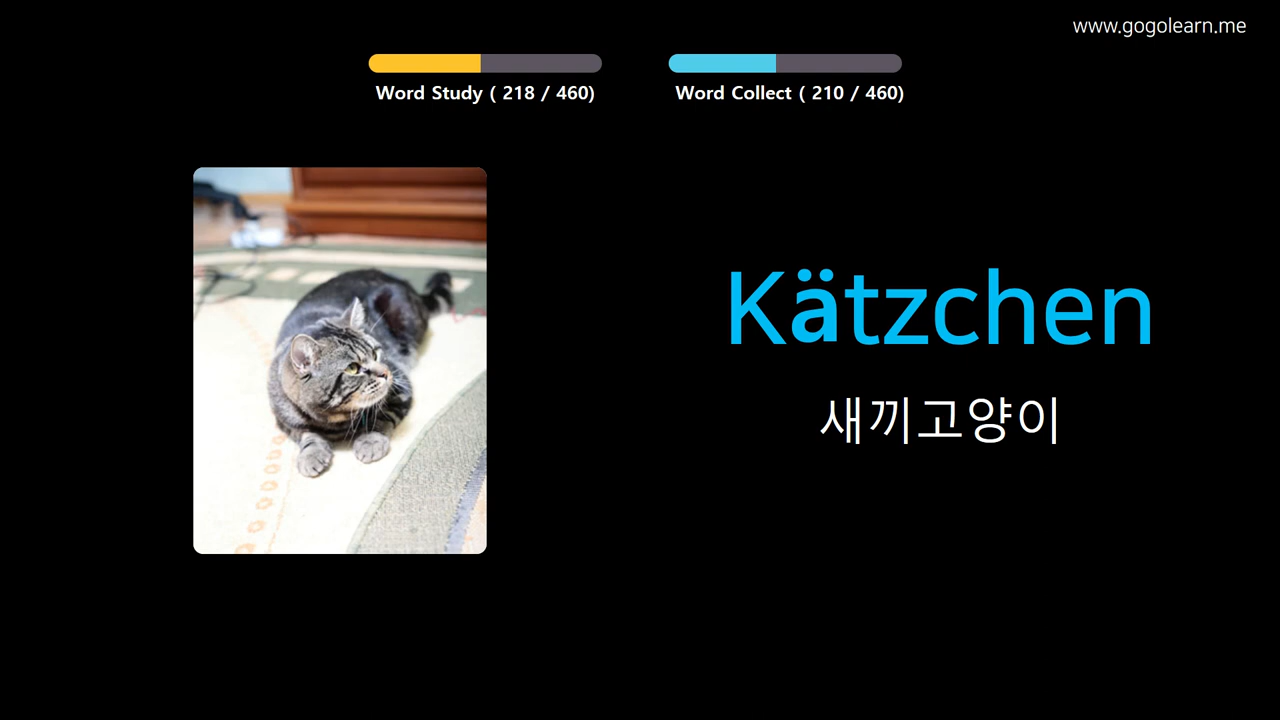 www.gogolearn.me
Word Study ( 218 / 460)
Word Collect ( 210 / 460)
Kätzchen
새끼고양이